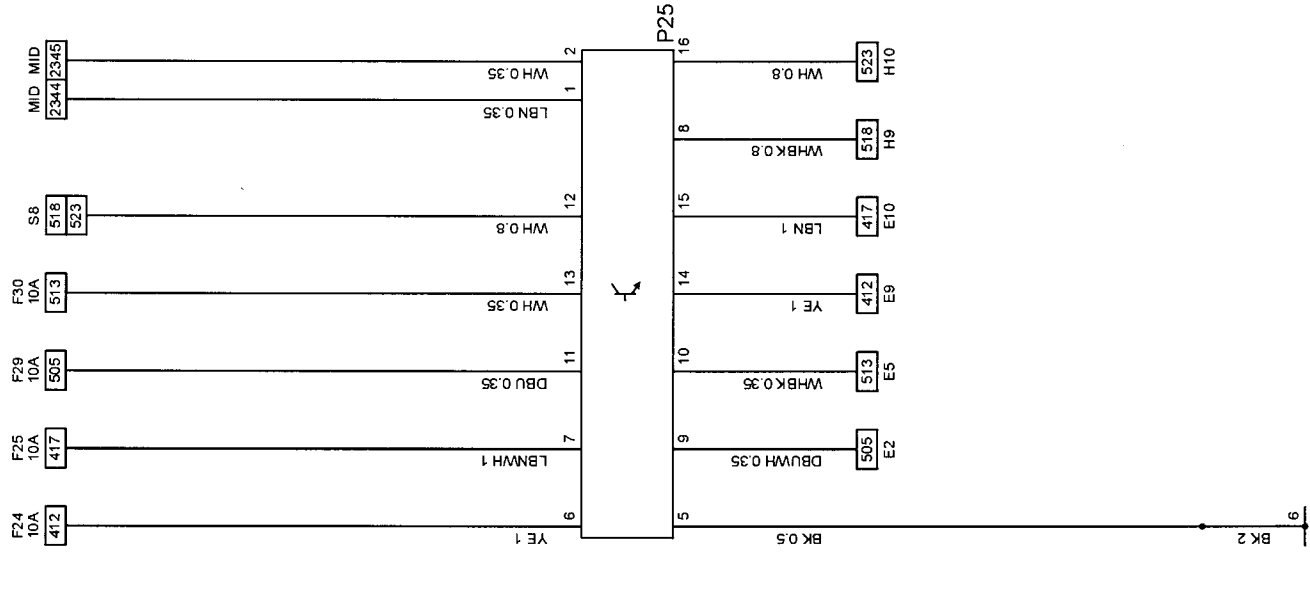 P25
MID
2345
2
WH 0.35
MID
2344
1
LBN 0.35
S8
518
523
12
WH 0.8
F30
10A
513
13
WH 0.35
F29
10A
505
11
DBU 0.35
F25
10A
417
7
LBNWH 1
F24
10A
412
6
YE 1
16
WH 0.8
523
H10
8
WHBK 0.8
518
H9
15
LBN 1
417
E10
14
YE 1
412
E9
10
WHBK 0.35
513
E5
9
DBUWH 0.35
505
E2
5
BK 0.5
BK 2
6